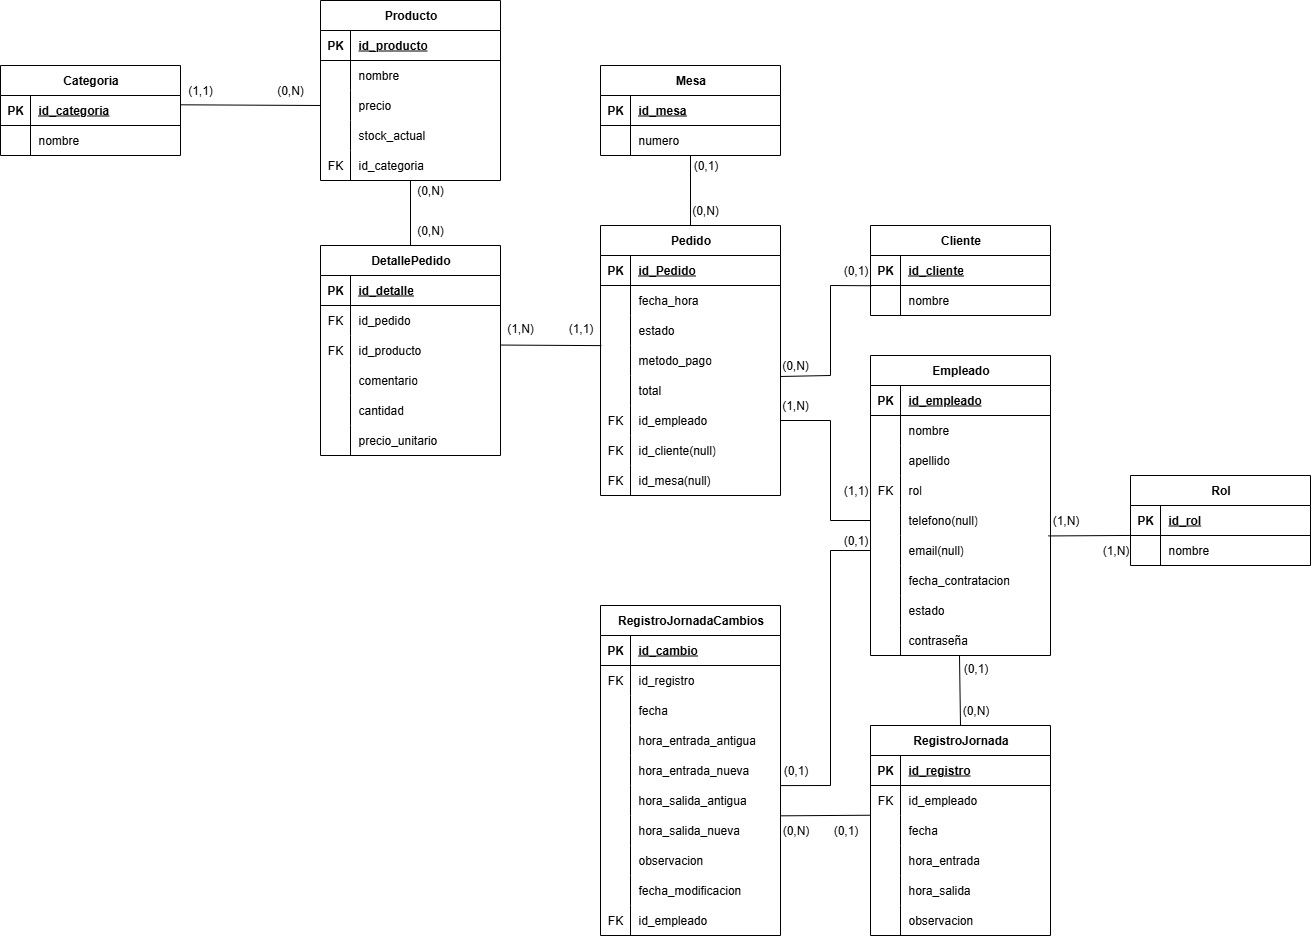 Producto
PK id_producto
nombre
precio
stock_actual
FK id_categoria
Categoria
PK id_categoria
nombre
(1,1) (0,N)
Mesa
PK id_mesa
numero
(0,1)
(0,N)
(0,N)
(0,N)
DetallePedido
PK id_detalle
FK id_pedido
FK id_producto
comentario
cantidad
precio_unitario
(1,N) (1,1)
Pedido
PK id_Pedido
fecha_hora
estado
metodo_pago
total
FK id_empleado
FK id_cliente(null)
FK id_mesa(null)
Cliente
PK id_cliente
nombre
(0,1)
(0,N)
(1,N)
(1,1)
(0,1)
Empleado
PK id_empleado
nombre
apellido
FK rol
telefono(null)
email(null)
fecha_contratacion
estado
contraseña
(1,N)
(1,N)
Rol
PK id_rol
nombre
(0,1)
(0,N)
RegistroJornadaCambios
PK id_cambio
FK id_registro
fecha
hora_entrada_antigua
hora_entrada_nueva
hora_salida_antigua
hora_salida_nueva
observacion
fecha_modificacion
FK id_empleado
(0,1)
(0,N) (0,1)
RegistroJornada
PK id_registro
FK id_empleado
fecha
hora_entrada
hora_salida
observacion